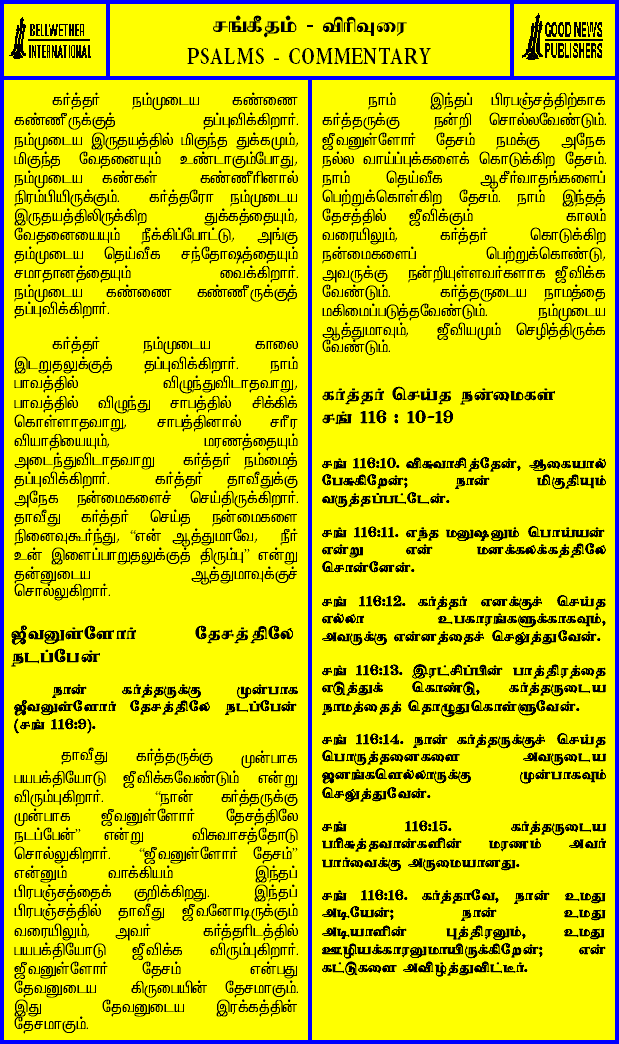 BELLWETHER
INTERNATIONAL
சங்கீதம் - விரிவுரை
PSALMS - COMMENTARY
GOOD NEWS
PUBLISHERS
கர்த்தர் நம்முடைய கண்ணை
கண்ணீருக்குத் தப்புவிக்கிறார்.
நம்முடைய இருதயத்தில் மிகுந்த துக்கமும்,
மிகுந்த வேதனையும் உண்டாகும்போது,
நம்முடைய கண்கள் கண்ணீரினால்
நிரம்பியிருக்கும். கர்த்தரோ நம்முடைய
இருதயத்திலிருக்கிற துக்கத்தையும்,
வேதனையையும் நீக்கிப்போட்டு, அங்கு
தம்முடைய தெய்வீக சந்தோஷத்தையும்
சமாதானத்தையும் வைக்கிறார்.
நம்முடைய கண்ணை கண்ணீருக்குத்
தப்புவிக்கிறார்.
கர்த்தர் நம்முடைய காலை
இடறுதலுக்குத் தப்புவிக்கிறார். நாம்
பாவத்தில் விழுந்துவிடாதவாறு,
பாவத்தில் விழுந்து சாபத்தில் சிக்கிக்
கொள்ளாதவாறு, சாபத்தினால் சரீர
வியாதியையும், மரணத்தையும்
அடைந்துவிடாதவாறு கர்த்தர் நம்மைத்
தப்புவிக்கிறார். கர்த்தர் தாவீதுக்கு
அநேக நன்மைகளைச் செய்திருக்கிறார்.
தாவீது கர்த்தர் செய்த நன்மைகளை
நினைவுகூர்ந்து, “என் ஆத்துமாவே, நீர்
உன் இளைப்பாறுதலுக்குத் திரும்பு” என்று
தன்னுடைய ஆத்துமாவுக்குச்
சொல்லுகிறார்.
ஜீவனுள்ளோர் தேசத்திலே
நடப்பேன்
நான் கர்த்தருக்கு முன்பாக
ஜீவனுள்ளோர் தேசத்திலே நடப்பேன்
(சங் 116:9).
தாவீது கர்த்தருக்கு முன்பாக
பயபக்தியோடு ஜீவிக்கவேண்டும் என்று
விரும்புகிறார். “நான் கர்த்தருக்கு
முன்பாக ஜீவனுள்ளோர் தேசத்திலே
நடப்பேன்” என்று விசுவாசத்தோடு
சொல்லுகிறார். “ஜீவனுள்ளோர் தேசம்”
என்னும் வாக்கியம் இந்தப்
பிரபஞ்சத்தைக் குறிக்கிறது. இந்தப்
பிரபஞ்சத்தில் தாவீது ஜீவனோடிருக்கும்
வரையிலும், அவர் கர்த்தரிடத்தில்
பயபக்தியோடு ஜீவிக்க விரும்புகிறார்.
ஜீவனுள்ளோர் தேசம் என்பது
தேவனுடைய கிருபையின் தேசமாகும்.
இது தேவனுடைய இரக்கத்தின்
தேசமாகும்.
நாம் இந்தப் பிரபஞ்சத்திற்காக
கர்த்தருக்கு நன்றி சொல்லவேண்டும்.
ஜீவனுள்ளோர் தேசம் நமக்கு அநேக
நல்ல வாய்ப்புக்களைக் கொடுக்கிற தேசம்.
நாம் தெய்வீக ஆசீர்வாதங்களைப்
பெற்றுக்கொள்கிற தேசம். நாம் இந்தத்
தேசத்தில் ஜீவிக்கும் காலம்
வரையிலும், கர்த்தர் கொடுக்கிற
நன்மைகளைப் பெற்றுக்கொண்டு,
அவருக்கு நன்றியுள்ளவர்களாக ஜீவிக்க
வேண்டும். கர்த்தருடைய நாமத்தை
மகிமைப்படுத்தவேண்டும். நம்முடைய
ஆத்துமாவும், ஜீவியமும் செழித்திருக்க
வேண்டும்.
கர்த்தர் செய்த நன்மைகள்
சங் 116 : 10-19
சங் 116:10. விசுவாசித்தேன், ஆகையால்
பேசுகிறேன்; நான் மிகுதியும்
வருத்தப்பட்டேன்.
சங் 116:11. எந்த மனுஷனும் பொய்யன்
என்று என் மனக்கலக்கத்திலே
சொன்னேன்.
சங் 116:12. கர்த்தர் எனக்குச் செய்த
எல்லா உபகாரங்களுக்காகவும்,
அவருக்கு என்னத்தைச் செலுத்துவேன்.
சங் 116:13. இரட்சிப்பின் பாத்திரத்தை
எடுத்துக் கொண்டு, கர்த்தருடைய
நாமத்தைத் தொழுதுகொள்ளுவேன்.
சங் 116:14. நான் கர்த்தருக்குச் செய்த
பொருத்தனைகளை அவருடைய
ஜனங்களெல்லாருக்கு முன்பாகவும்
செலுத்துவேன்.
சங் 116:15. கர்த்தருடைய
பரிசுத்தவான்களின் மரணம் அவர்
பார்வைக்கு அருமையானது.
சங் 116:16. கர்த்தாவே, நான் உமது
அடியேன்; நான் உமது
அடியாளின் புத்திரனும், உமது
ஊழியக்காரனுமாயிருக்கிறேன்; என்
கட்டுகளை அவிழ்த்துவிட்டீர்.